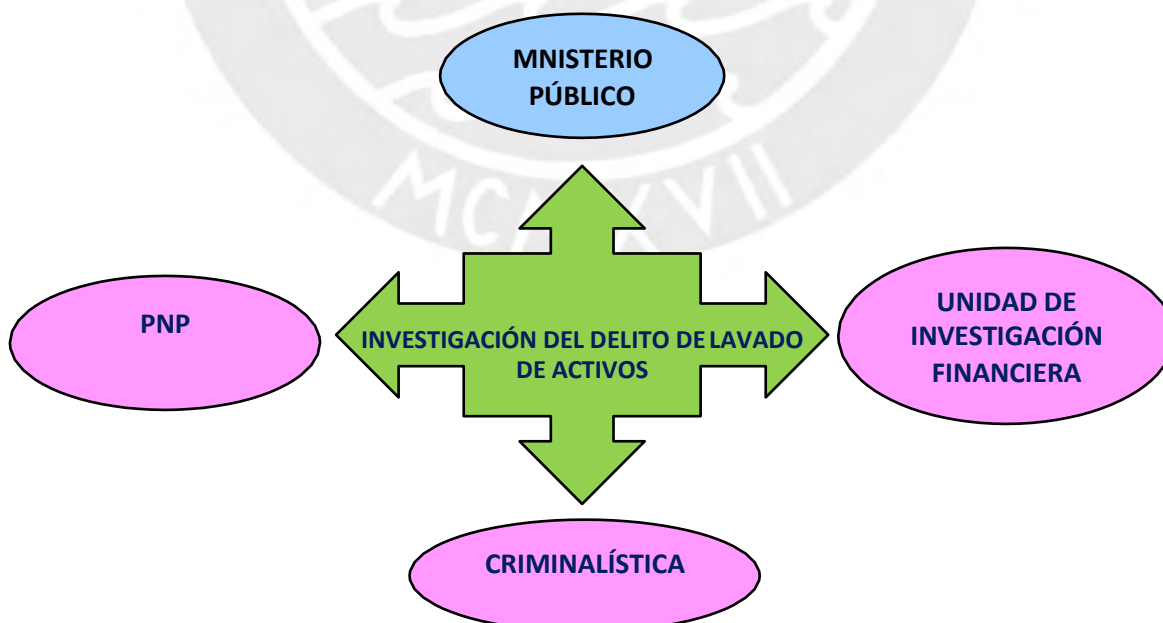 MNISTERIO
PÚBLICO
MCMXVII
PNP
INVESTIGACIÓN DEL DELITO DE LAVADO
DE ACTIVOS
UNIDAD DE
INVESTIGACIÓN
FINANCIERA
CRIMINALÍSTICA